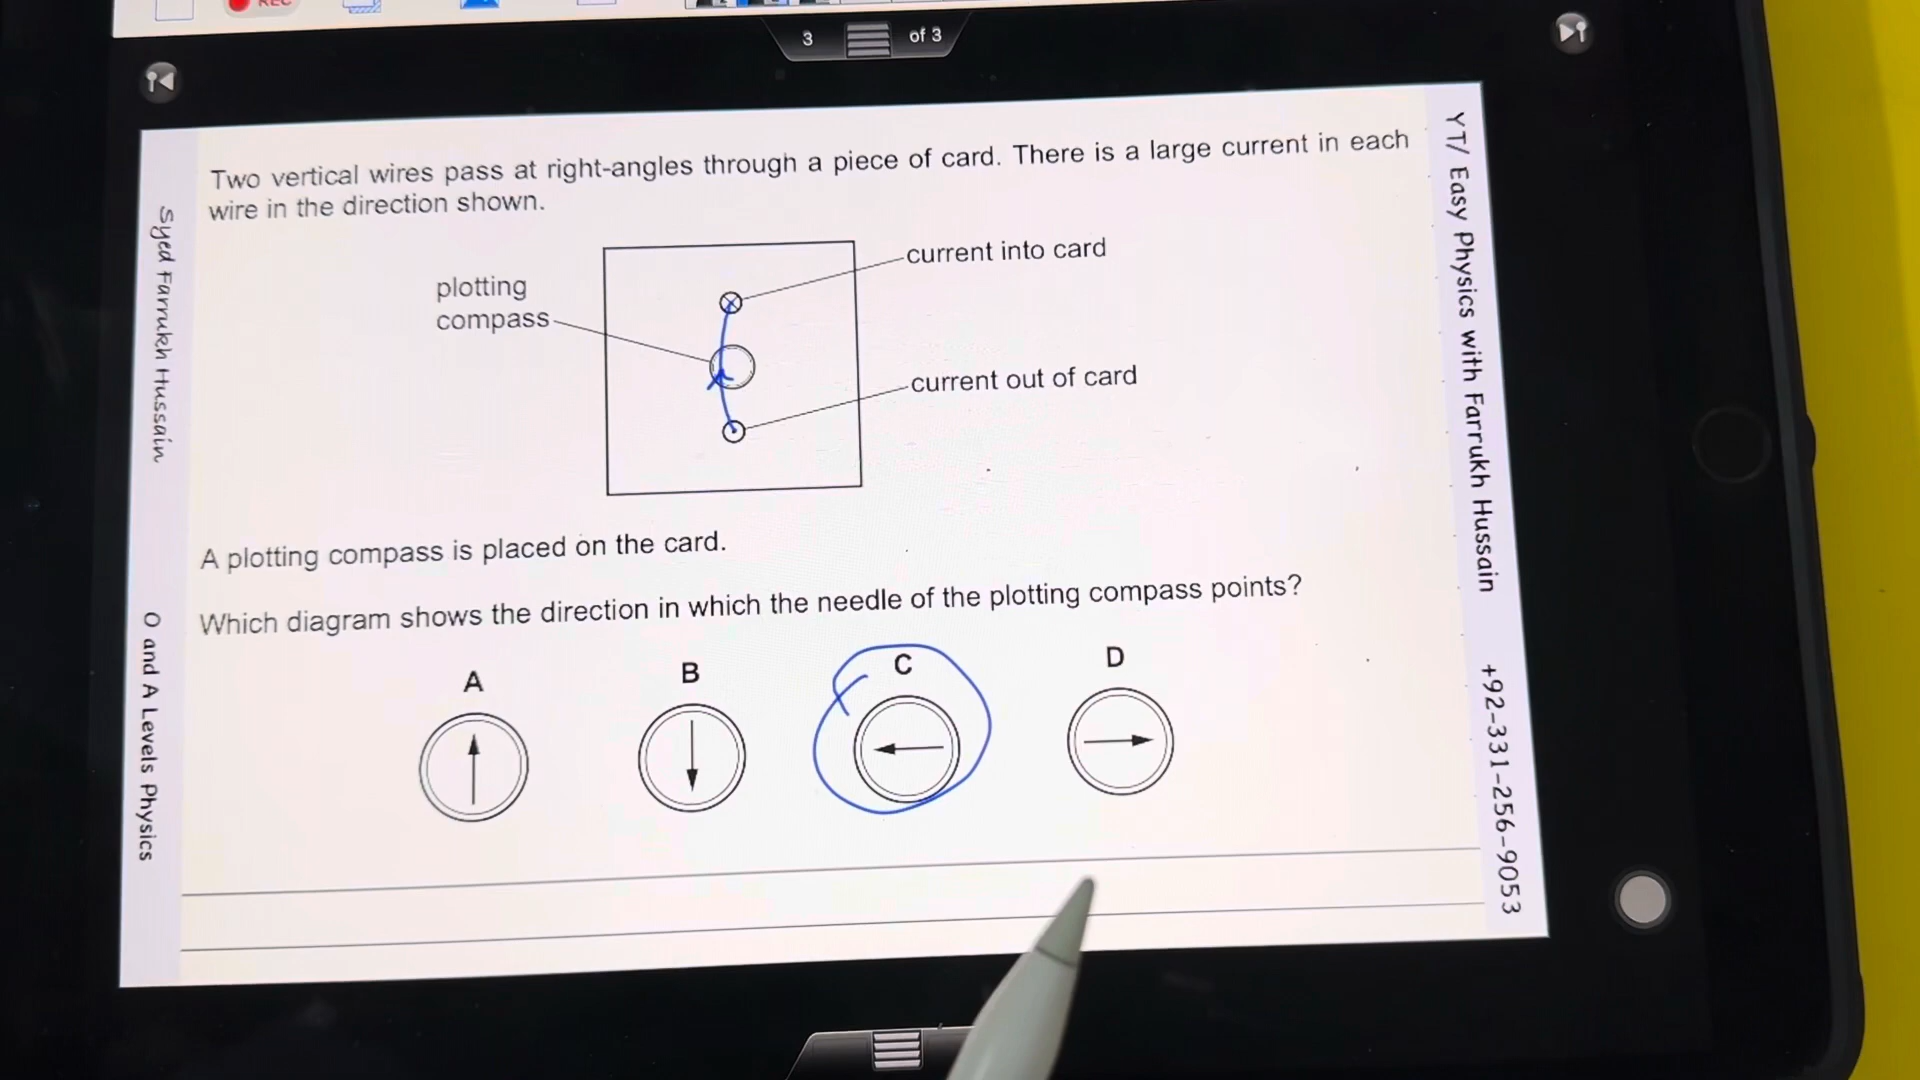 REC
3 of 3
Two vertical wires pass at right-angles through a piece of card. There is a large current in each
wire in the direction shown.
current into card
plotting
compass
current out of card
A plotting compass is placed on the card.
Which diagram shows the direction in which the needle of the plotting compass points?
A B C D
Syed Farrukh Hussain
O and A Levels Physics
YT/ Easy Physics with Farrukh Hussain
+92-331-256-9053